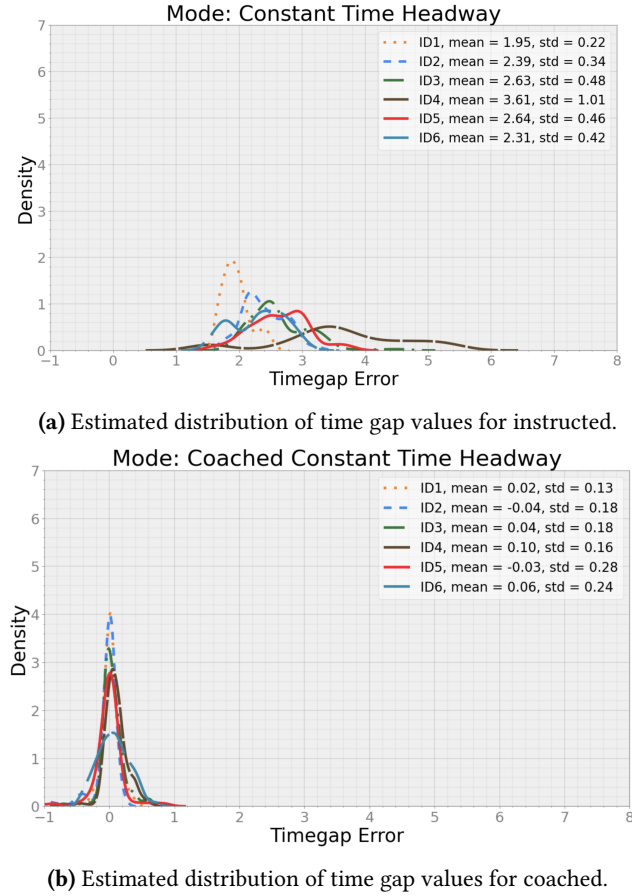 Mode: Constant Time Headway
7
6
5
4
3
2
1
0
Density
ID1, mean = 1.95, std = 0.22
ID2, mean = 2.39, std = 0.34
ID3, mean = 2.63, std = 0.48
ID4, mean = 3.61, std = 1.01
ID5, mean = 2.64, std = 0.46
ID6, mean = 2.31, std = 0.42
−1 0 1 2 3 4 5 6 7 8
Timegap Error
(a) Estimated distribution of time gap values for instructed.
Mode: Coached Constant Time Headway
7
6
5
4
3
2
1
0
Density
ID1, mean = 0.02, std = 0.13
ID2, mean = -0.04, std = 0.18
ID3, mean = 0.04, std = 0.18
ID4, mean = 0.10, std = 0.16
ID5, mean = -0.03, std = 0.28
ID6, mean = 0.06, std = 0.24
−1 0 1 2 3 4 5 6 7 8
Timegap Error
(b) Estimated distribution of time gap values for coached.